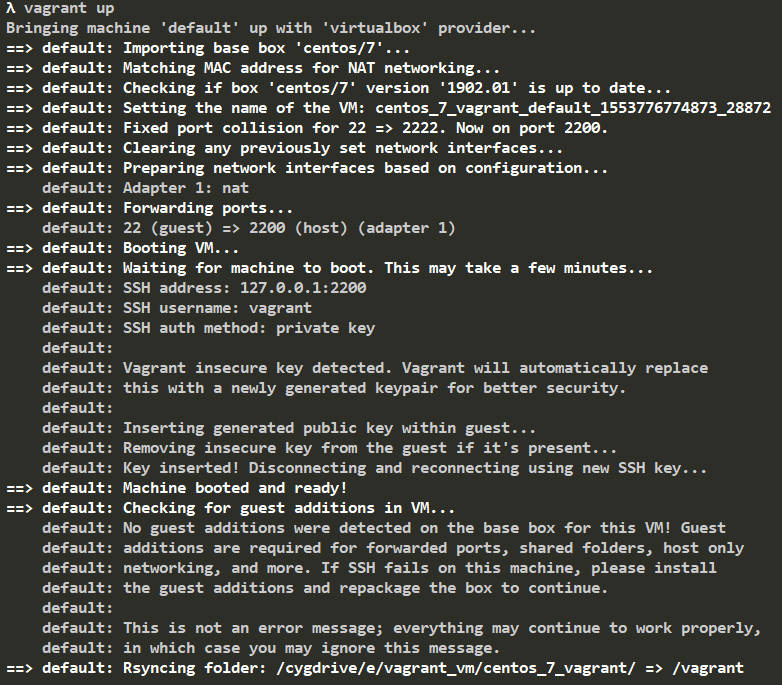 λ vagrant up
Bringing machine 'default' up with 'virtualbox' provider...
==> default: Importing base box 'centos/7'...
==> default: Matching MAC address for NAT networking...
==> default: Checking if box 'centos/7' version '1902.01' is up to date...
==> default: Setting the name of the VM: centos_7_vagrant_default_1553776774873_28872
==> default: Fixed port collision for 22 => 2222. Now on port 2200.
==> default: Clearing any previously set network interfaces...
==> default: Preparing network interfaces based on configuration...
    default: Adapter 1: nat
==> default: Forwarding ports...
    default: 22 (guest) => 2200 (host) (adapter 1)
==> default: Booting VM...
==> default: Waiting for machine to boot. This may take a few minutes...
    default: SSH address: 127.0.0.1:2200
    default: SSH username: vagrant
    default: SSH auth method: private key
    default:
    default: Vagrant insecure key detected. Vagrant will automatically replace
    default: this with a newly generated keypair for better security.
    default:
    default: Inserting generated public key within guest...
    default: Removing insecure key from the guest if it's present...
    default: Key inserted! Disconnecting and reconnecting using new SSH key...
==> default: Machine booted and ready!
==> default: Checking for guest additions in VM...
    default: No guest additions were detected on the base box for this VM! Guest
    default: additions are required for forwarded ports, shared folders, host only
    default: networking, and more. If SSH fails on this machine, please install
    default: the guest additions and repackage the box to continue.
    default:
    default: This is not an error message; everything may continue to work properly,
    default: in which case you may ignore this message.
==> default: Rsyncing folder: /cygdrive/e/vagrant_vm/centos_7_vagrant/ => /vagrant